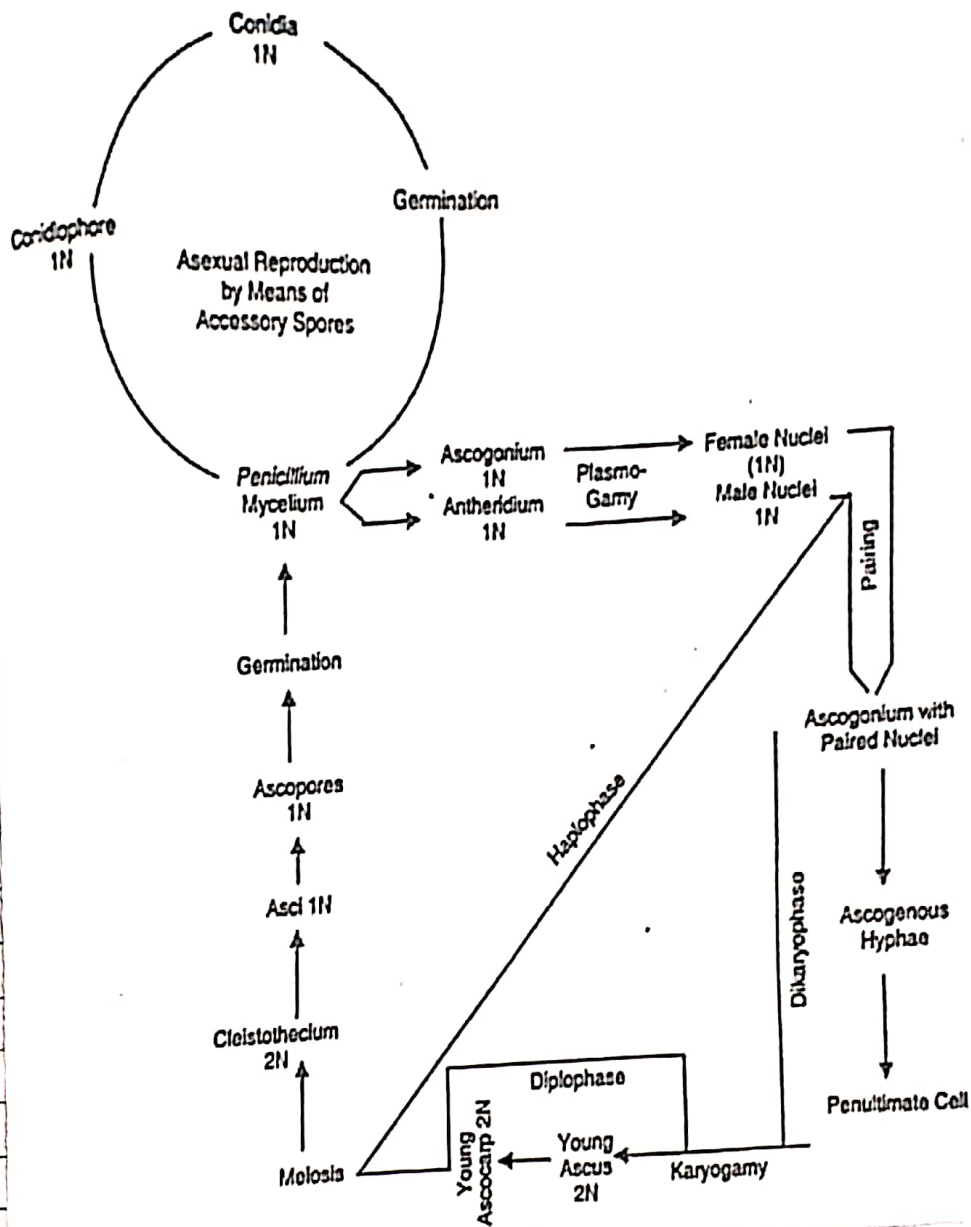 Conidia
1N
Germination
Conidiophore
1N
Asexual Reproduction
by Means of
Accessory Spores
Penicillium
Mycelium
1N
Ascogonium
1N
Antheridium
1N
Plasmo-
Gamy
Female Nuclei
(1N)
Male Nuclei
1N
Pairing
Ascogonium with
Paired Nuclei
Ascogenous
Hyphae
Penultimate Cell
Dikaryophase
Haplophase
Karyogamy
Diplophase
Young
Ascus
2N
Young
Ascocarp 2N
Meiosis
Cleistothecium
2N
Asci 1N
Ascopores
1N
Germination